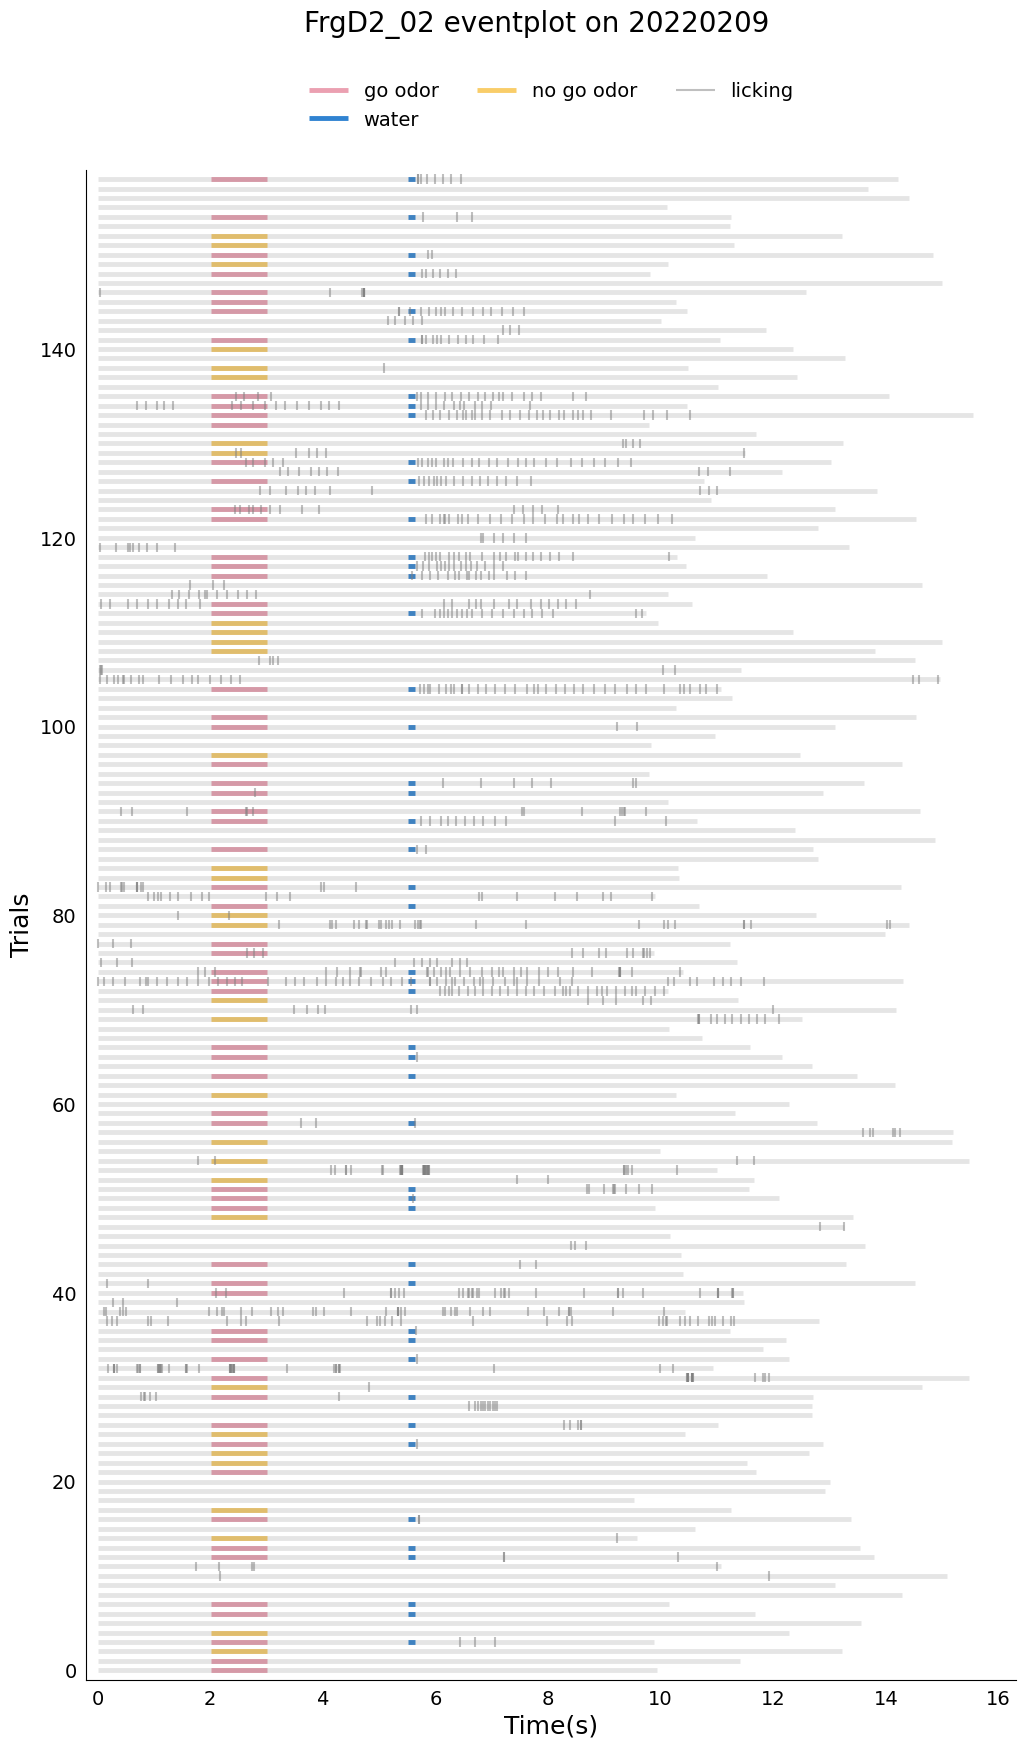 FrgD2_02 eventplot on 20220209
go odor
no go odor
licking
water
140
120
100
80
60
40
20
0
Trials
0 2 4 6 8 10 12 14 16
Time(s)